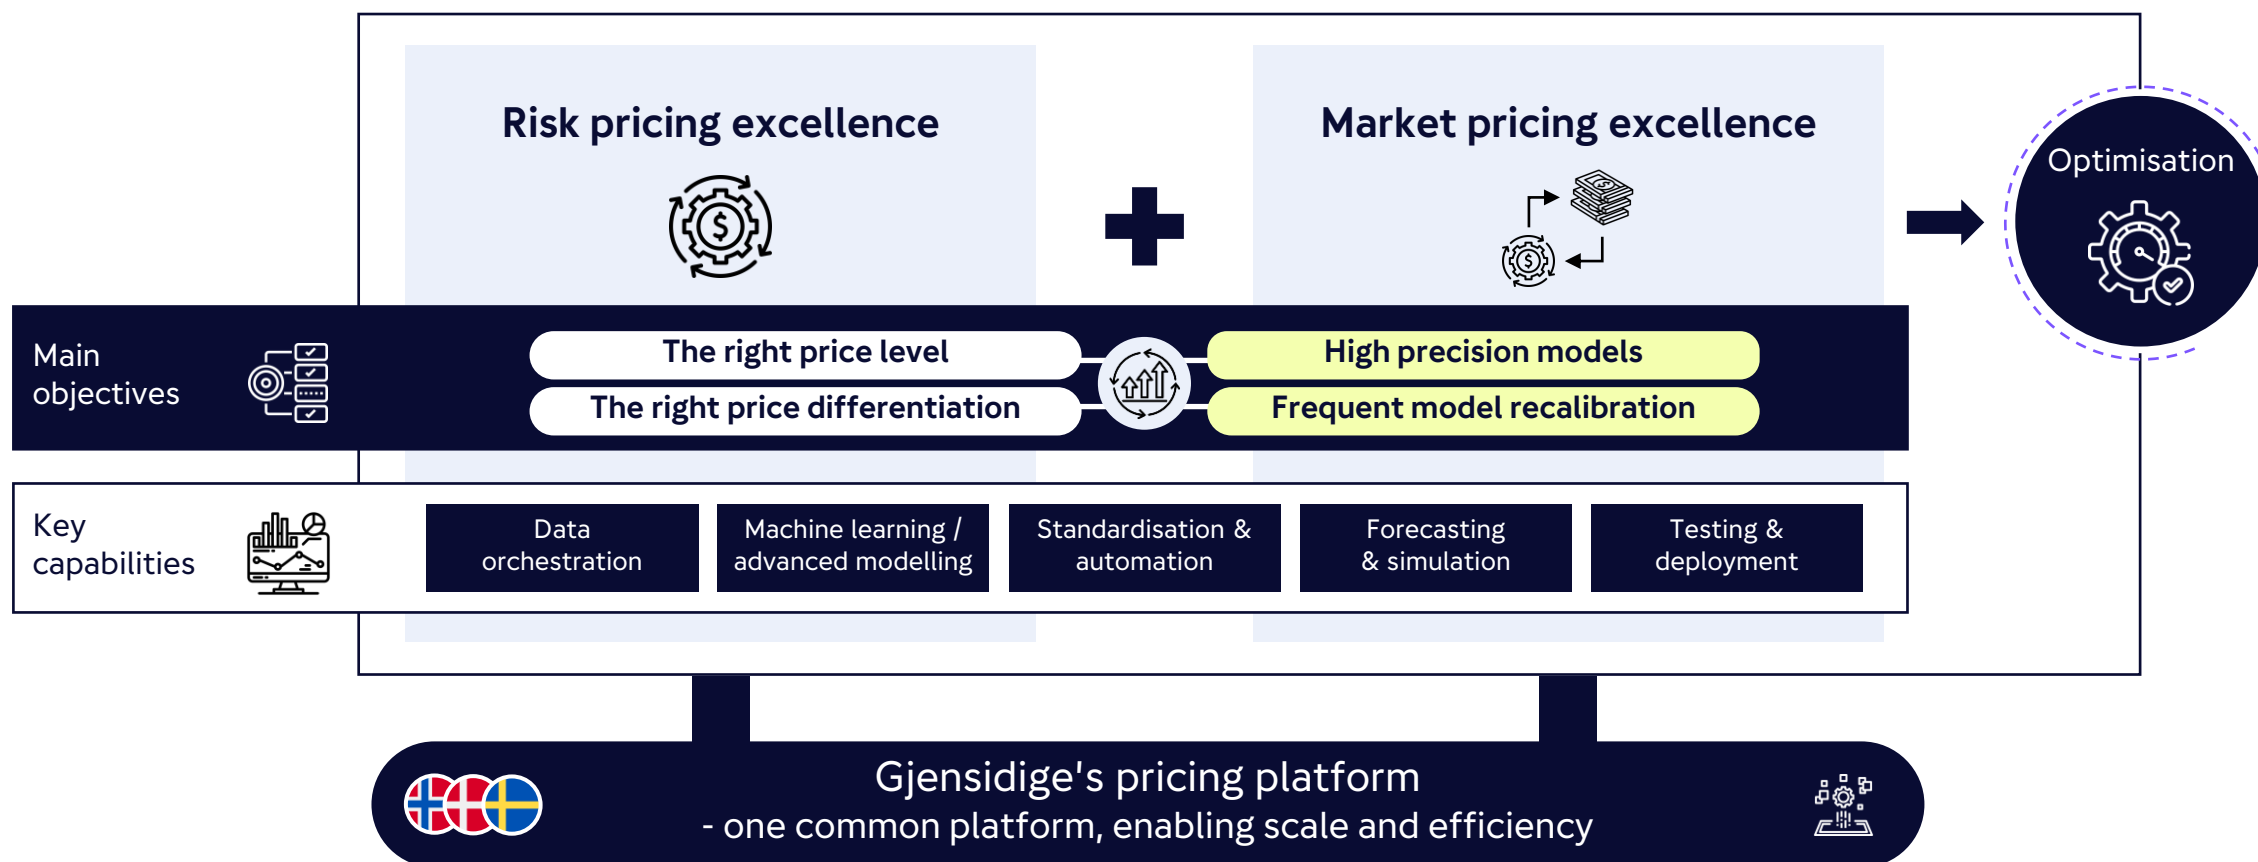 Risk pricing excellence
Market pricing excellence
Optimisation
Main
objectives
The right price level
The right price differentiation
High precision models
Frequent model recalibration
Key
capabilities
Data
orchestration
Machine learning /
advanced modelling
Standardisation &
automation
Forecasting
& simulation
Testing &
deployment
Gjensidige's pricing platform
- one common platform, enabling scale and efficiency